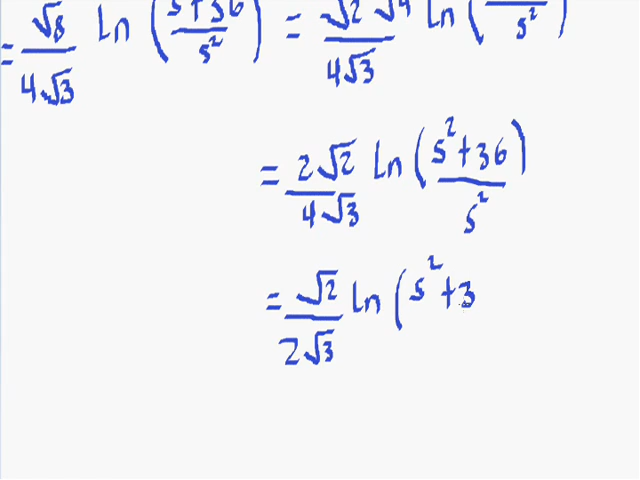 = √8/4√3 ln (s²+36/s²) = √2 √4/4√3 ln ( /s²)
= 2√2/4√3 ln (s²+36/s²)
= √2/2√3 ln (s²+3